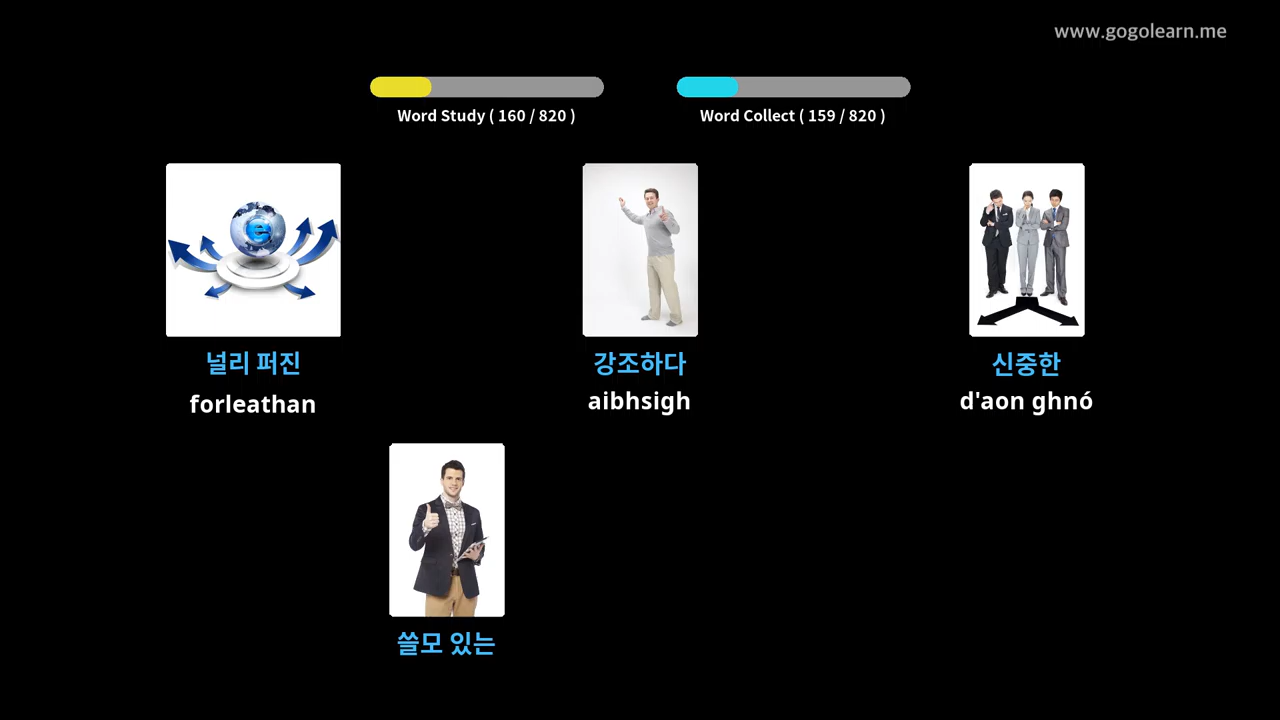 www.gogolearn.me
Word Study ( 160 / 820 )
Word Collect ( 159 / 820 )
e
널리 퍼진
forleathan
강조하다
aibhsigh
신중한
d'aon ghnó
쓸모 있는